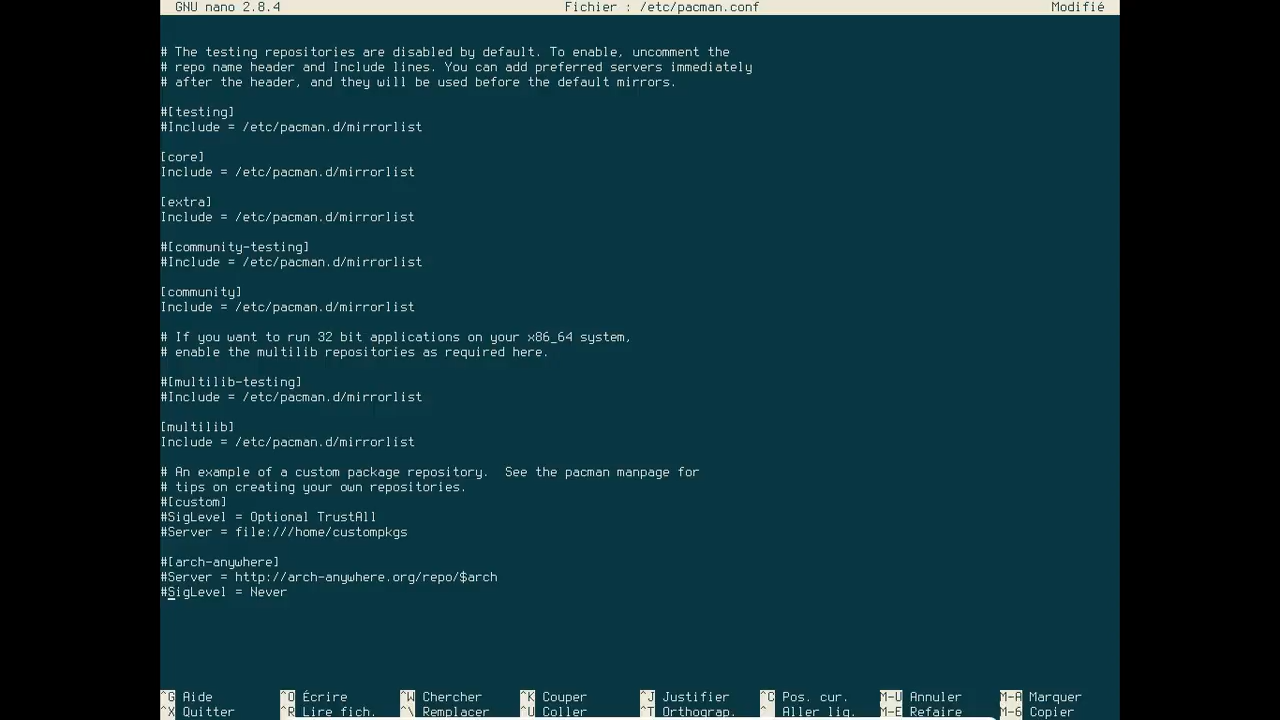 GNU nano 2.8.4 Fichier : /etc/pacman.conf Modifié
# The testing repositories are disabled by default. To enable, uncomment the
# repo name header and Include lines. You can add preferred servers immediately
# after the header, and they will be used before the default mirrors.
#[testing]
#Include = /etc/pacman.d/mirrorlist
[core]
Include = /etc/pacman.d/mirrorlist
[extra]
Include = /etc/pacman.d/mirrorlist
#[community-testing]
#Include = /etc/pacman.d/mirrorlist
[community]
Include = /etc/pacman.d/mirrorlist
# If you want to run 32 bit applications on your x86_64 system,
# enable the multilib repositories as required here.
#[multilib-testing]
#Include = /etc/pacman.d/mirrorlist
[multilib]
Include = /etc/pacman.d/mirrorlist
# An example of a custom package repository.  See the pacman manpage for
# tips on creating your own repositories.
#[custom]
#SigLevel = Optional TrustAll
#Server = file:///home/custompkgs
#[arch-anywhere]
#Server = http://arch-anywhere.org/repo/$arch
#SigLevel = Never
^G Aide ^O Écrire ^W Chercher ^K Couper ^J Justifier ^C Pos. cur. M-U Annuler M-A Marquer
^X Quitter ^R Lire fich. ^\ Remplacer ^U Coller ^T Orthograp. ^_ Aller lig. M-E Refaire M-6 Copier